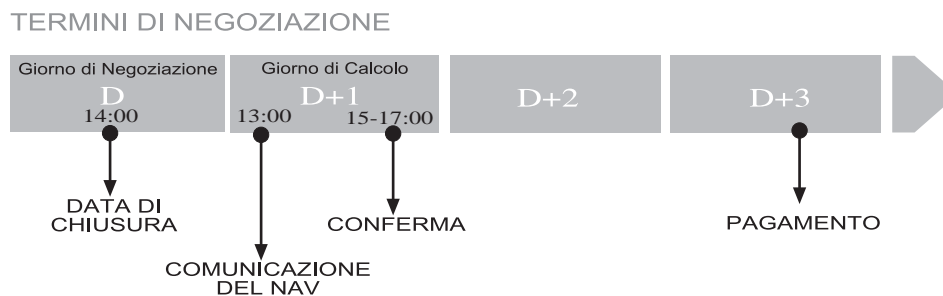 TERMINI DI NEGOZIAZIONE
Giorno di Negoziazione
D
14:00
Giorno di Calcolo
D+1
13:00 15-17:00
D+2
D+3
DATA DI
CHIUSURA
COMUNICAZIONE
DEL NAV
CONFERMA
PAGAMENTO